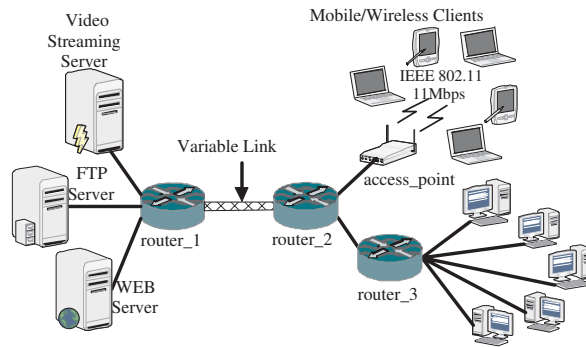 Video
Streaming
Server
Mobile/Wireless Clients
IEEE 802.11
11Mbps
Variable Link
FTP
Server
access_point
router_1
router_2
WEB
Server
router_3